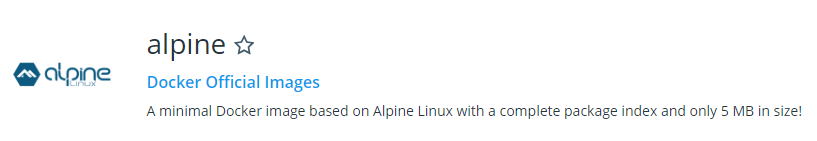 alpine
alpine
Linux
Docker Official Images
A minimal Docker image based on Alpine Linux with a complete package index and only 5 MB in size!